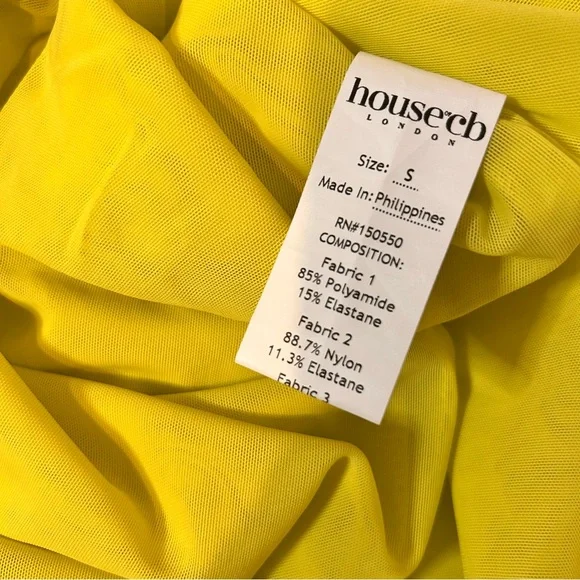 house of cb
LONDON
Size: S
Made In: Philippines
RN#150550
COMPOSITION:
Fabric 1
85% Polyamide
15% Elastane
Fabric 2
88.7% Nylon
11.3% Elastane
Fabric 3